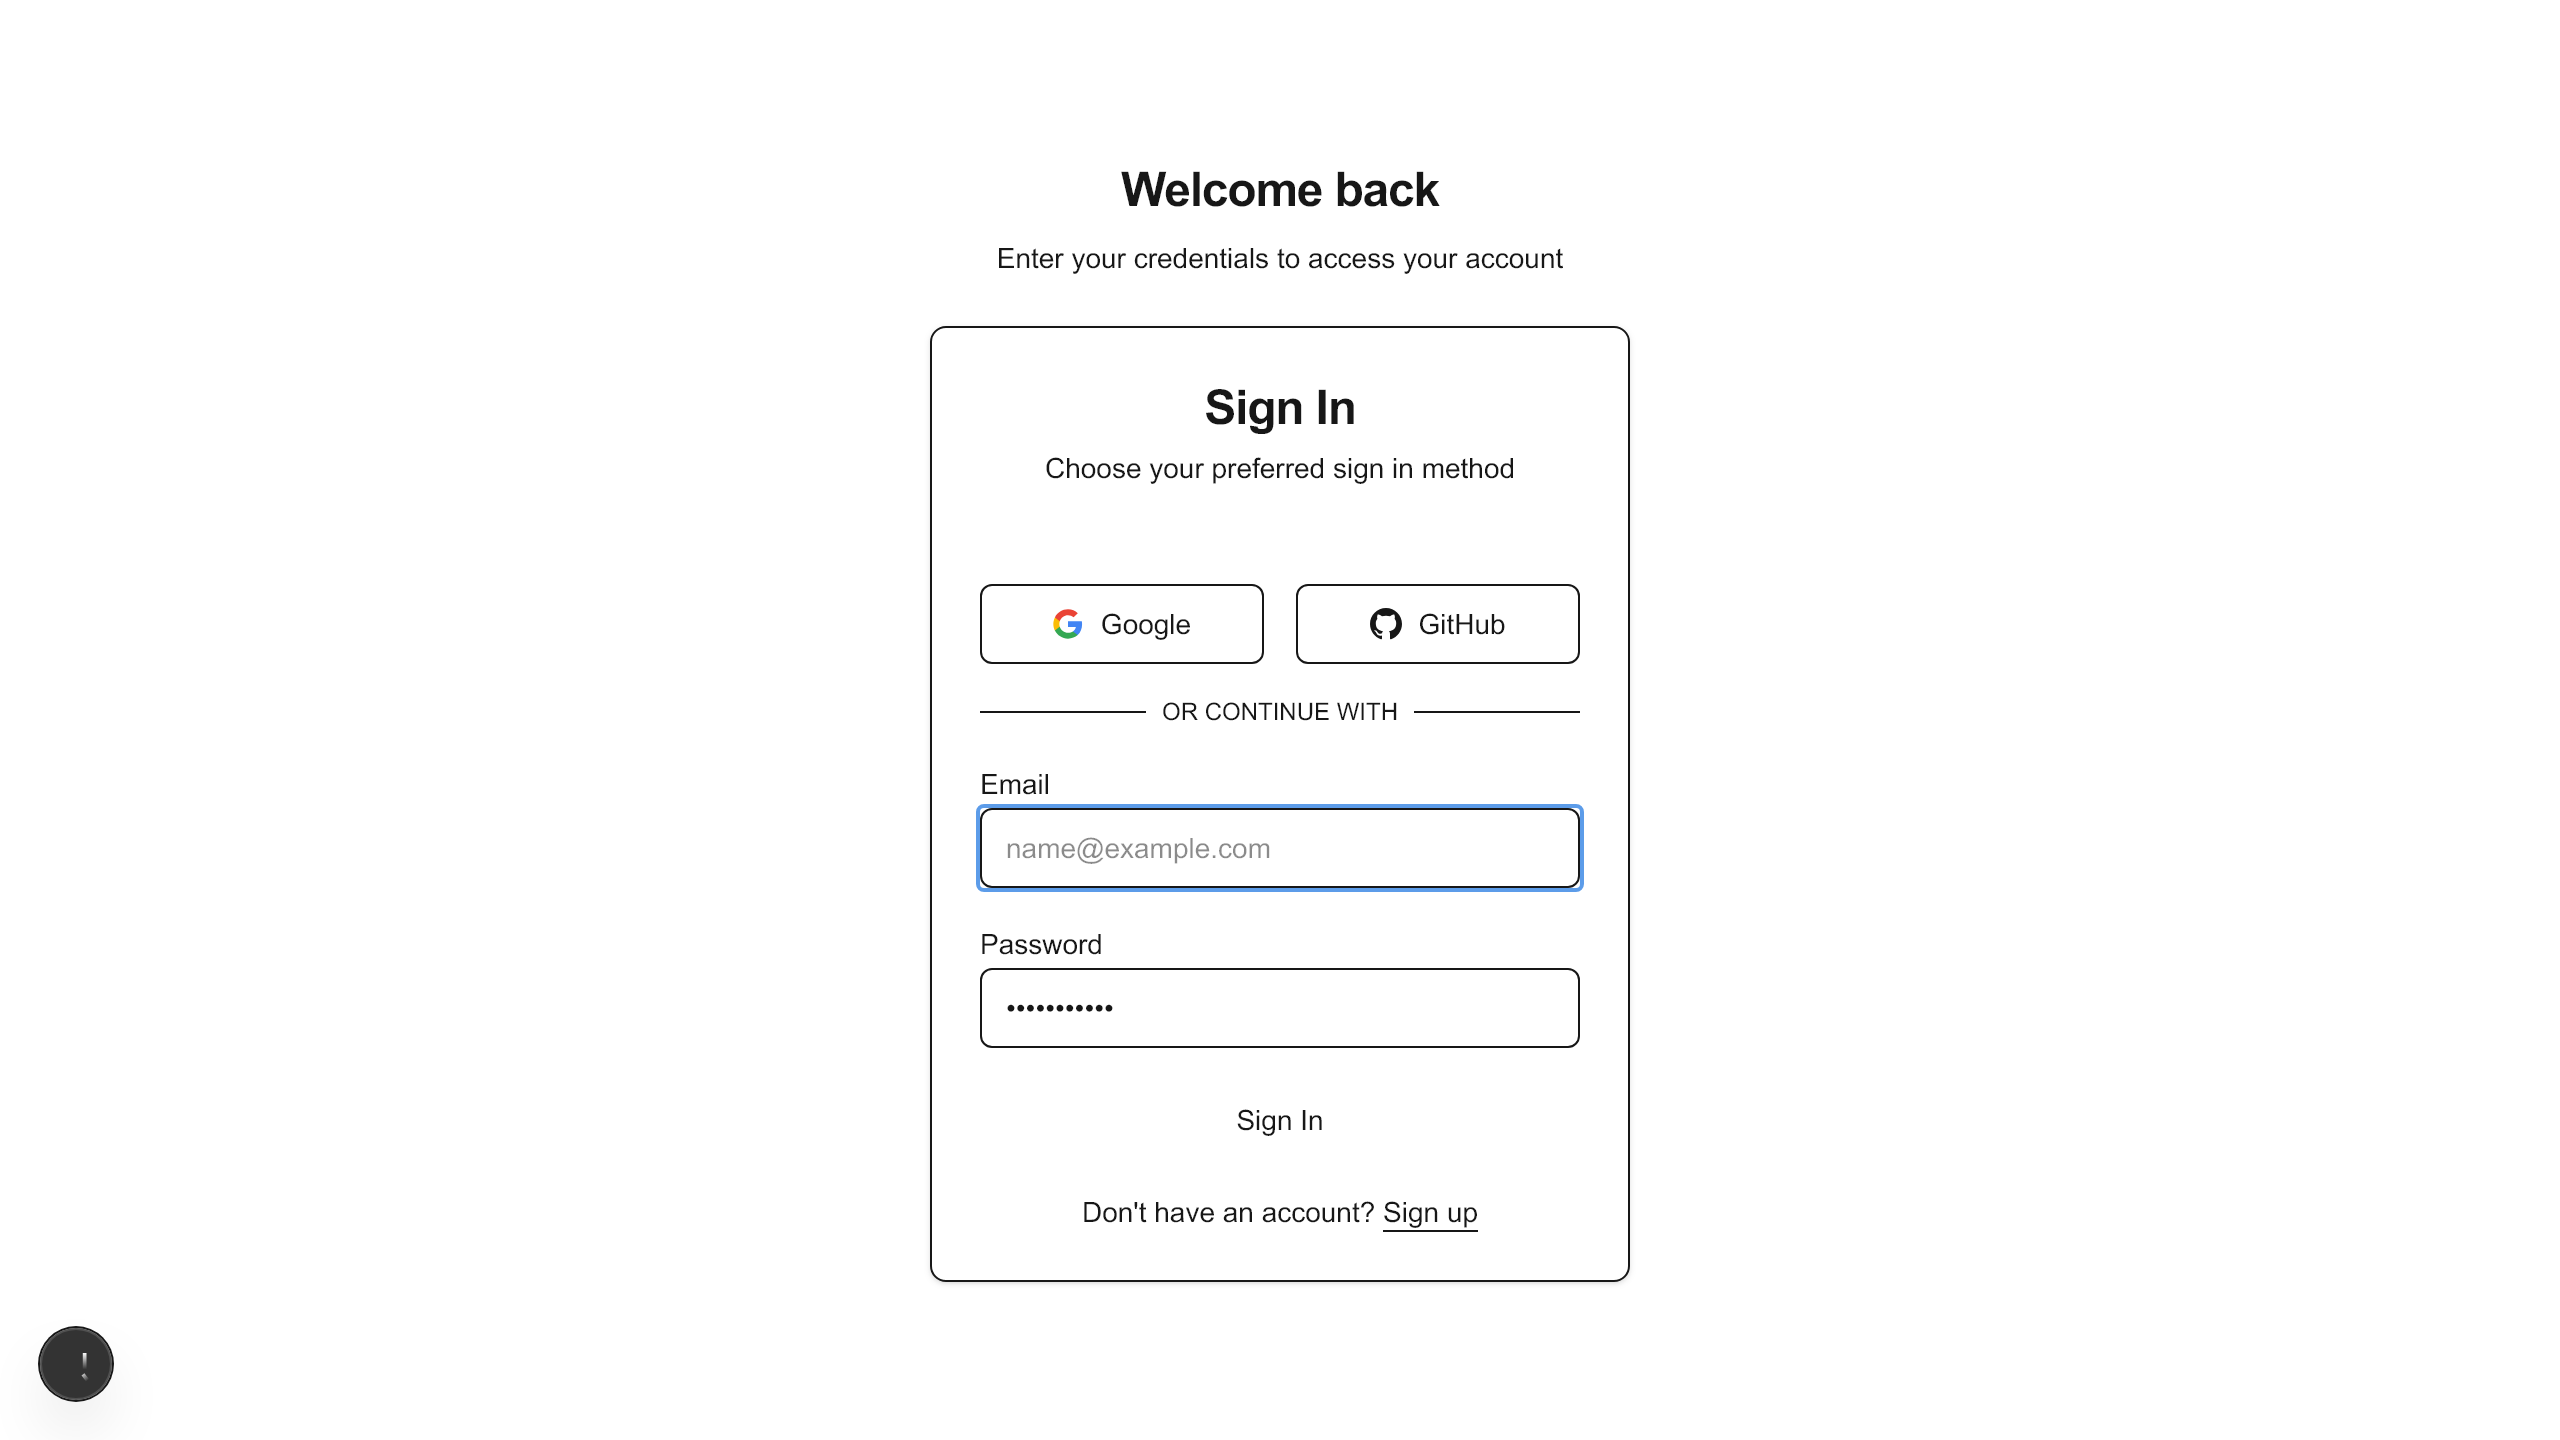 Welcome back
Enter your credentials to access your account
Sign In
Choose your preferred sign in method
Google
GitHub
OR CONTINUE WITH
Email
name@example.com
Password
•••••••••••
Sign In
Don't have an account? Sign up